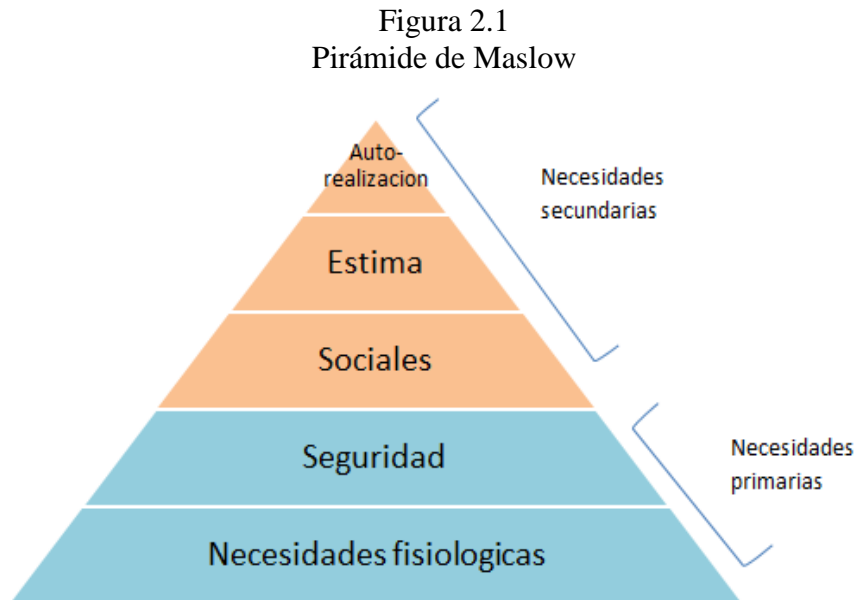 Figura 2.1
Pirámide de Maslow
Auto-
realizacion
Necesidades
secundarias
Estima
Sociales
Seguridad
Necesidades
primarias
Necesidades fisiologicas